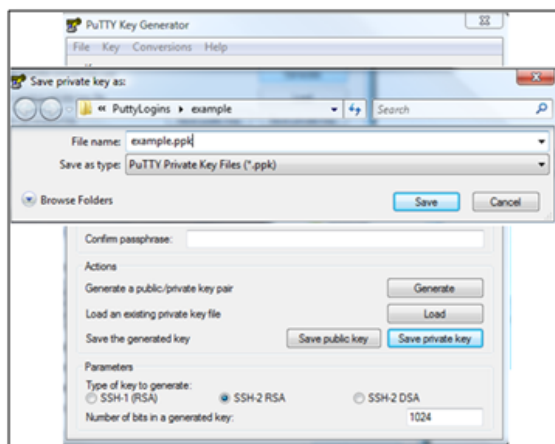 PuTTY Key Generator
File Key Conversions Help
Save private key as:
« PuttyLogins example
Search
File name: example.ppk
Save as type: PuTTY Private Key Files (*.ppk)
Browse Folders
Save Cancel
Confirm passphrase:
Actions
Generate a public/private key pair Generate
Load an existing private key file Load
Save the generated key Save public key Save private key
Parameters
Type of key to generate:
SSH-1 (RSA) SSH-2 RSA SSH-2 DSA
Number of bits in a generated key: 1024